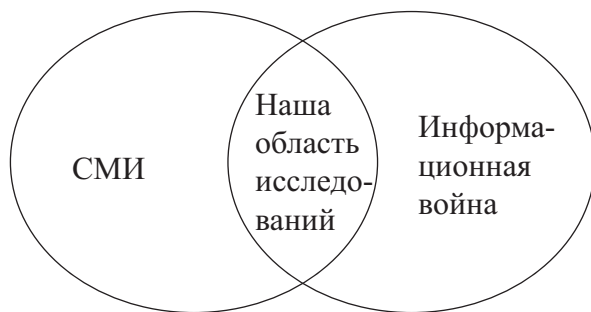 СМИ
Наша
область
исследо-
ваний
Информа-
ционная
война